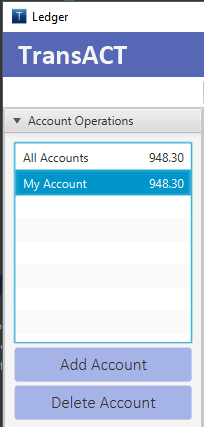 T Ledger
TransACT
Account Operations
All Accounts 948.30
My Account 948.30
Add Account
Delete Account